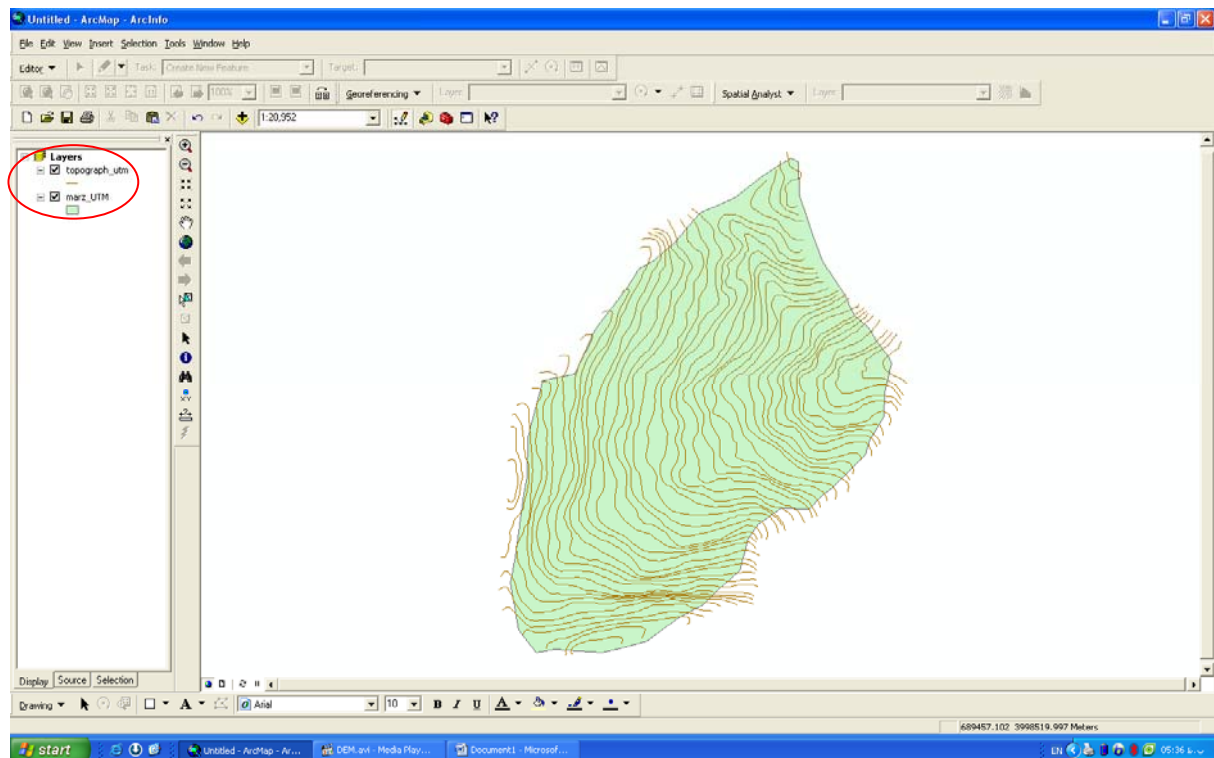 Untitled - ArcMap - ArcInfo
File Edit View Insert Selection Tools Window Help
Editor Task: Create New Feature Target:
100% Georeferencing Layer: Spatial Analyst Layer:
1:20,952
Layers
topograph_utm
marz_UTM
Display Source Selection
Drawing A Arial 10 B I U A
689457.102 3998519.997 Meters
start Untitled - ArcMap - Ar... DEM.avi - Media Play... Document1 - Microsof... EN 05:36 ب.ظ